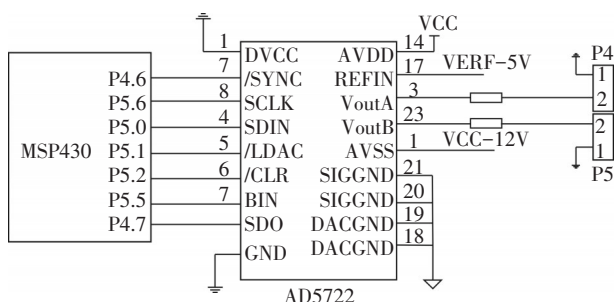 VCC
1 DVCC AVDD 14
P4.6 7 /SYNC REFIN 17 VERF-5V P4
P5.6 8 SCLK VoutA 3 1
P5.0 4 SDIN VoutB 23 2
MSP430 P5.1 5 /LDAC AVSS 1 VCC-12V 2
P5.2 6 /CLR SIGGND 21 1
P5.5 7 BIN SIGGND 20 P5
P4.7 SDO DACGND 19
GND DACGND 18
AD5722